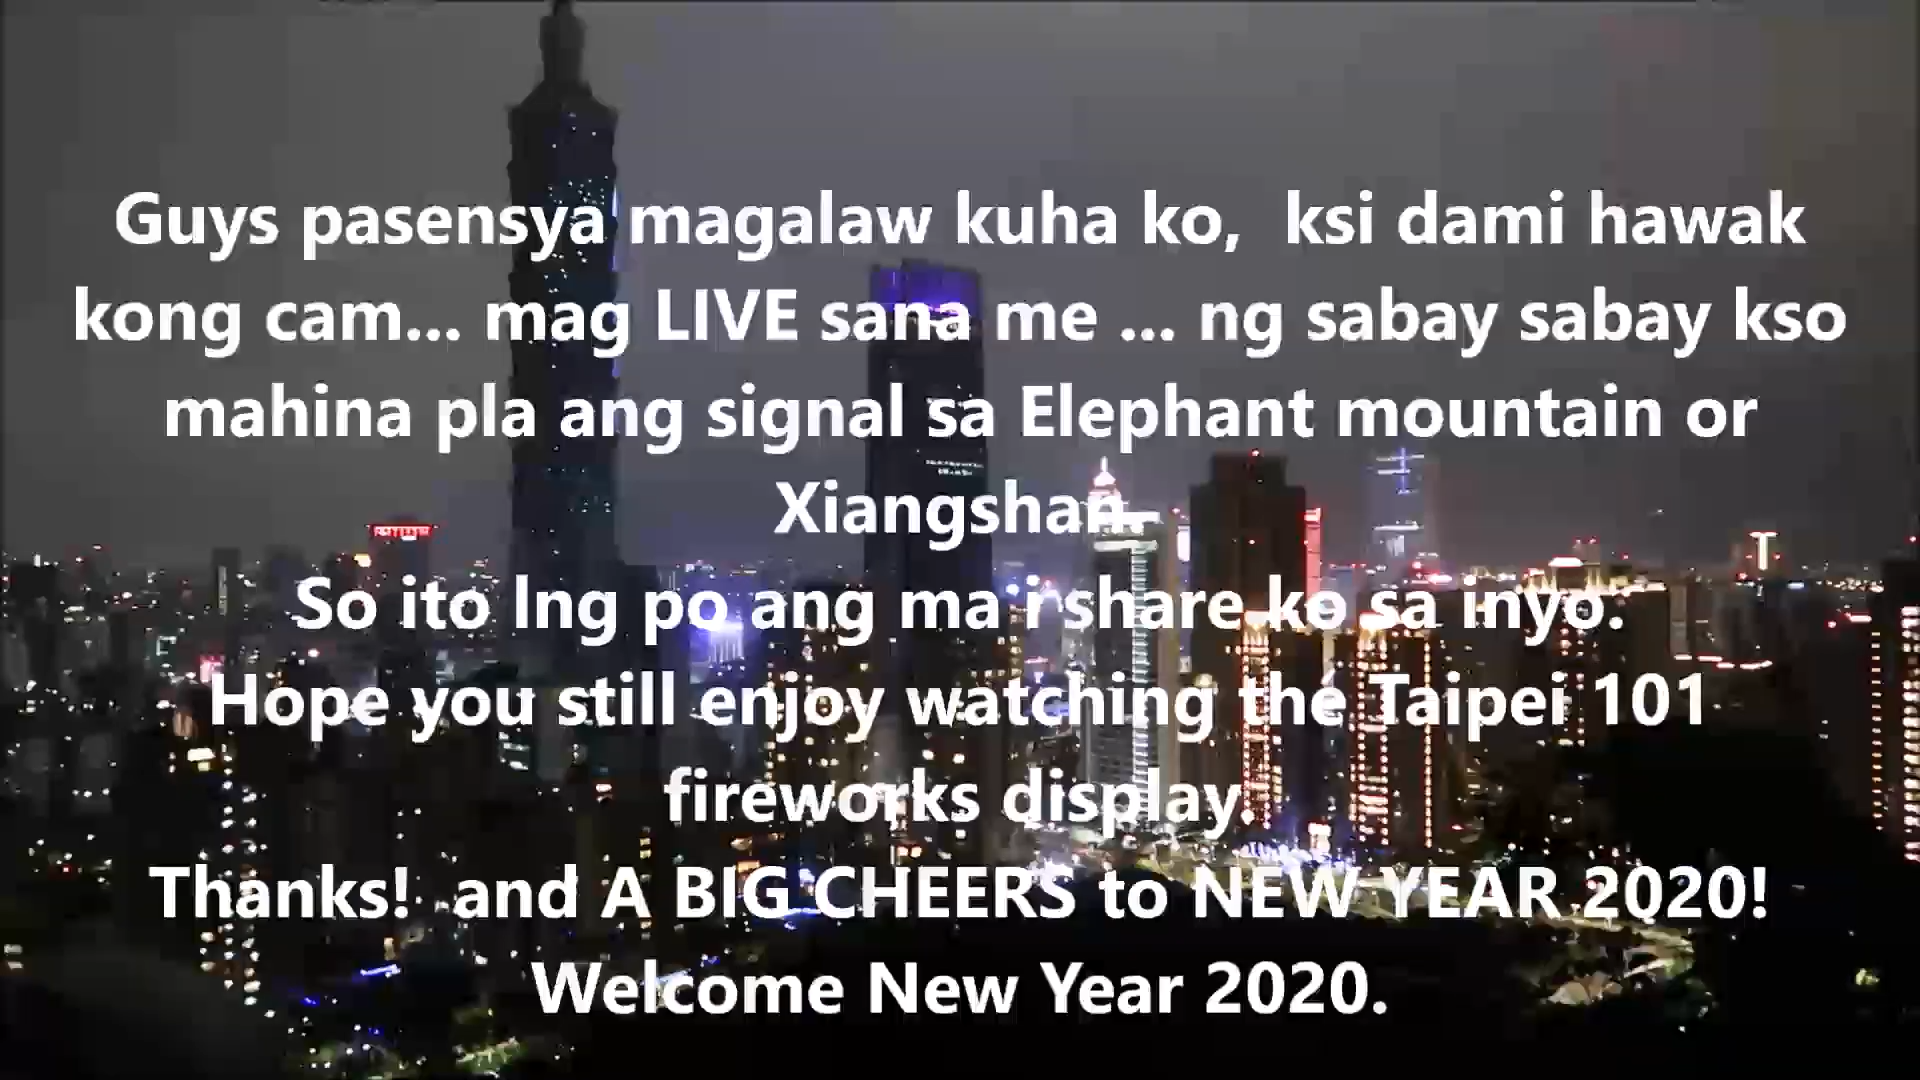 Guys pasensya magalaw kuha ko,  ksi dami hawak
kong cam... mag LIVE sana me ... ng sabay sabay kso
mahina pla ang signal sa Elephant mountain or
Xiangshan.
So ito lng po ang ma i share ko sa inyo.
Hope you still enjoy watching the Taipei 101
fireworks display.
Thanks!  and A BIG CHEERS to NEW YEAR 2020!
Welcome New Year 2020.